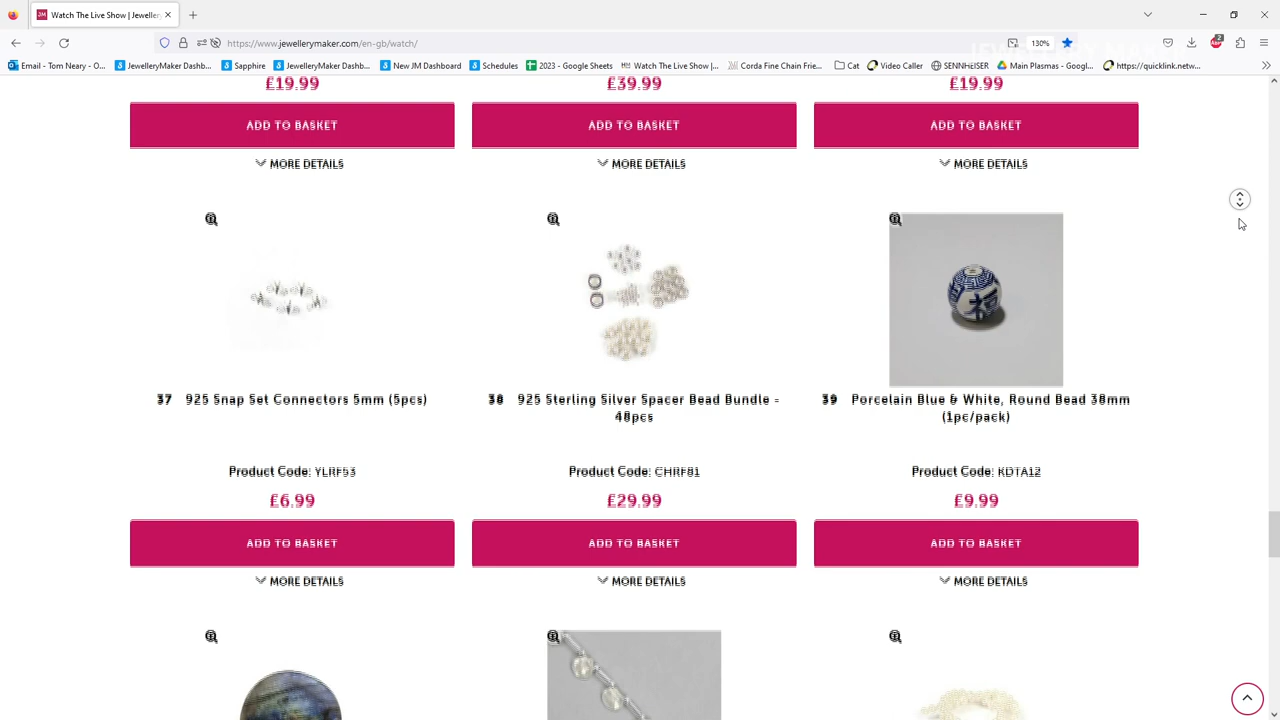 JM Watch The Live Show | Jeweller
https://www.jewellerymaker.com/en-gb/watch/
JEWELLERY MAKER
130%
2
Email - Tom Neary - O... JewelleryMaker Dashb... Sapphire JewelleryMaker Dashb... New JM Dashboard Schedules 2023 - Google Sheets Watch The Live Show |... Corda Fine Chain Frie... Cat Video Caller SENNHEISER Main Plasmas - Googl... https://quicklink.netw...
£19.99 £39.99 £19.99
ADD TO BASKET ADD TO BASKET ADD TO BASKET
MORE DETAILS MORE DETAILS MORE DETAILS
37 925 Snap Set Connectors 5mm (5pcs)
38 925 Sterling Silver Spacer Bead Bundle -
48pcs
39 Porcelain Blue & White, Round Bead 38mm
(1pc/pack)
Product Code: YLRF53 Product Code: CHRF81 Product Code: KDTA12
£6.99 £29.99 £9.99
ADD TO BASKET ADD TO BASKET ADD TO BASKET
MORE DETAILS MORE DETAILS MORE DETAILS